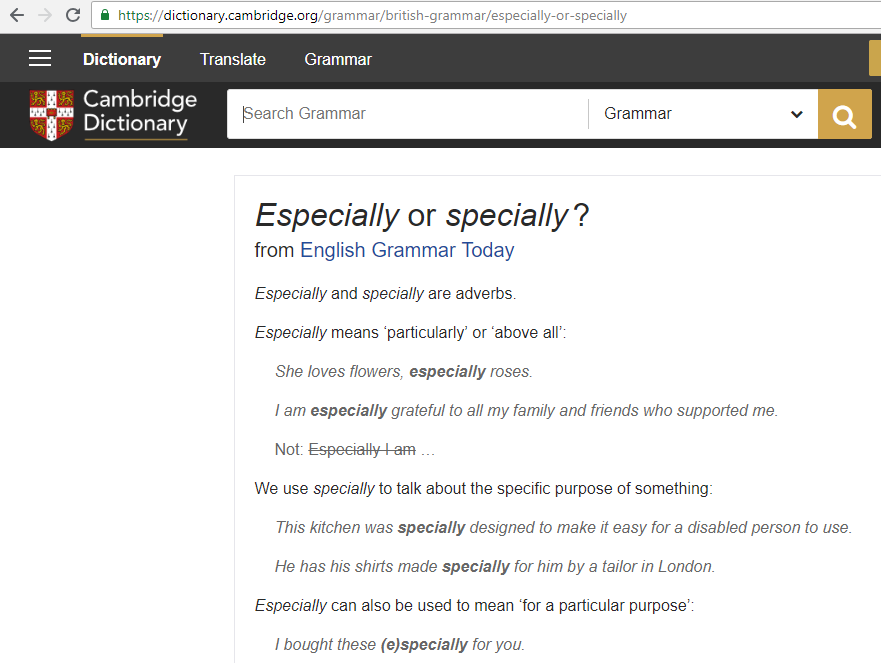 https://dictionary.cambridge.org/grammar/british-grammar/especially-or-specially
Dictionary Translate Grammar
Cambridge
Dictionary
Search Grammar Grammar
Especially or specially?
from English Grammar Today
Especially and specially are adverbs.
Especially means ‘particularly’ or ‘above all’:
She loves flowers, especially roses.
I am especially grateful to all my family and friends who supported me.
Not: Especially I am …
We use specially to talk about the specific purpose of something:
This kitchen was specially designed to make it easy for a disabled person to use.
He has his shirts made specially for him by a tailor in London.
Especially can also be used to mean ‘for a particular purpose’:
I bought these (e)specially for you.